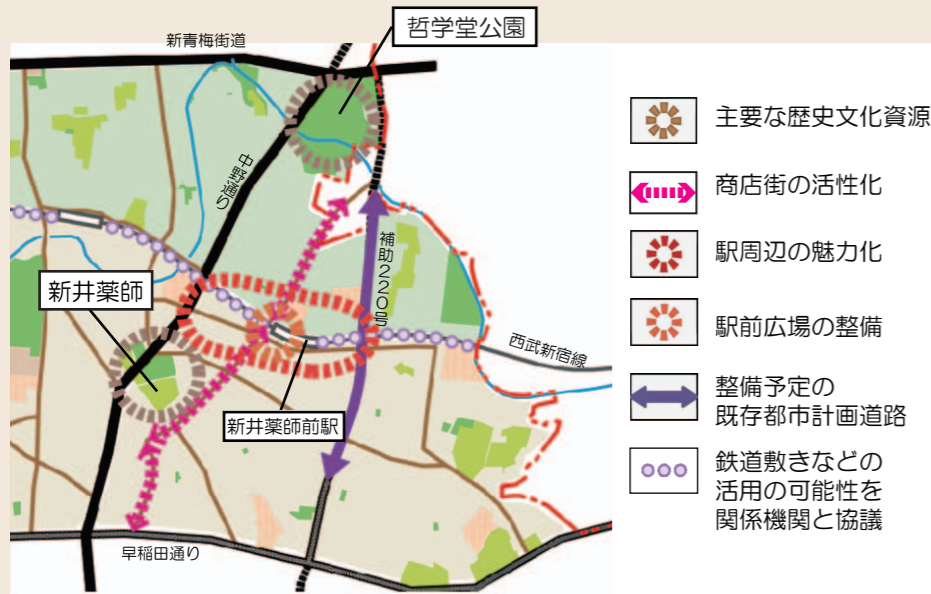 哲学堂公園
新青梅街道
中野通り
補助220号
新井薬師
西武新宿線
新井薬師前駅
早稲田通り
主要な歴史文化資源
商店街の活性化
駅周辺の魅力化
駅前広場の整備
整備予定の
既存都市計画道路
鉄道敷きなどの
活用の可能性を
関係機関と協議